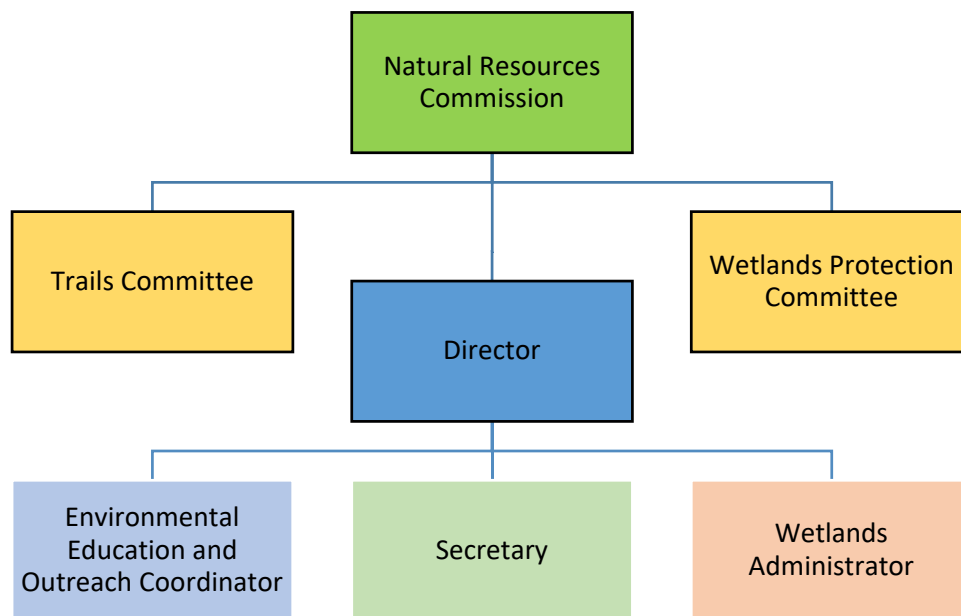 Natural Resources
Commission
Trails Committee
Wetlands Protection
Committee
Director
Environmental
Education and
Outreach Coordinator
Secretary
Wetlands
Administrator